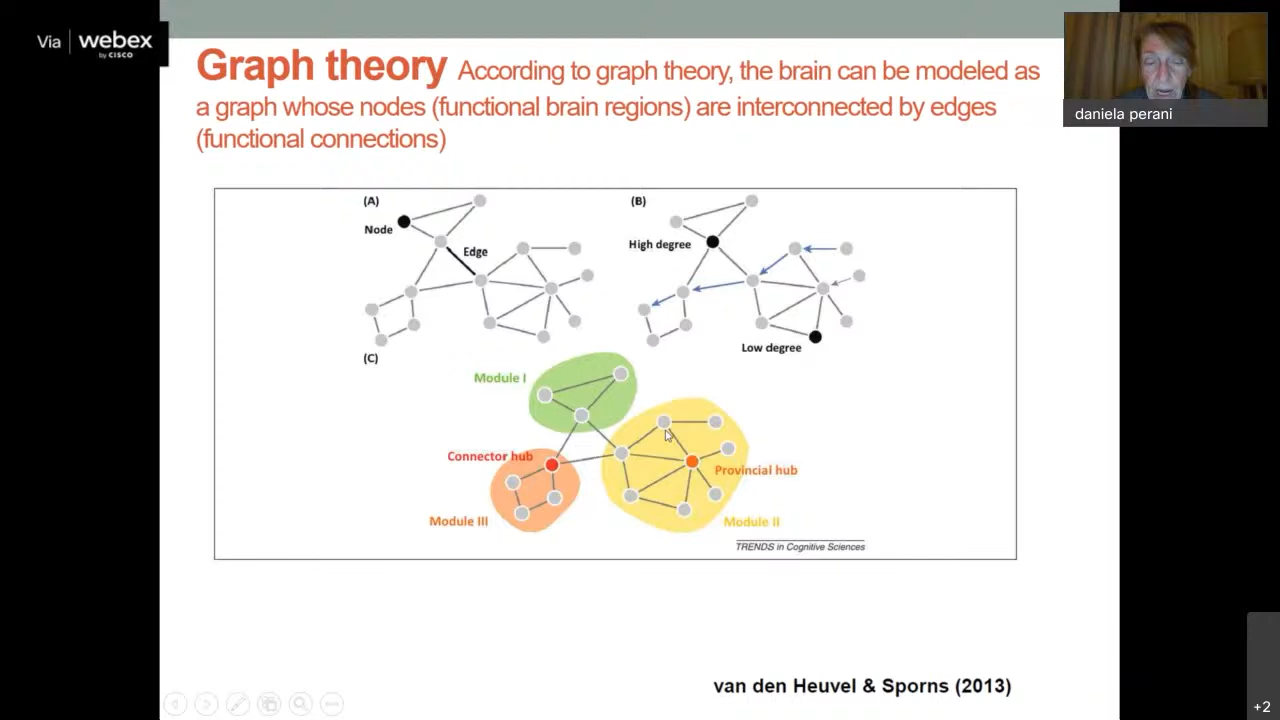 Via webex
by CISCO
Graph theory According to graph theory, the brain can be modeled as
a graph whose nodes (functional brain regions) are interconnected by edges
(functional connections)
daniela perani
(A)
Node
Edge
(B)
High degree
Low degree
(C)
Module I
Connector hub
Provincial hub
Module III
Module II
TRENDS in Cognitive Sciences
van den Heuvel & Sporns (2013)
+2